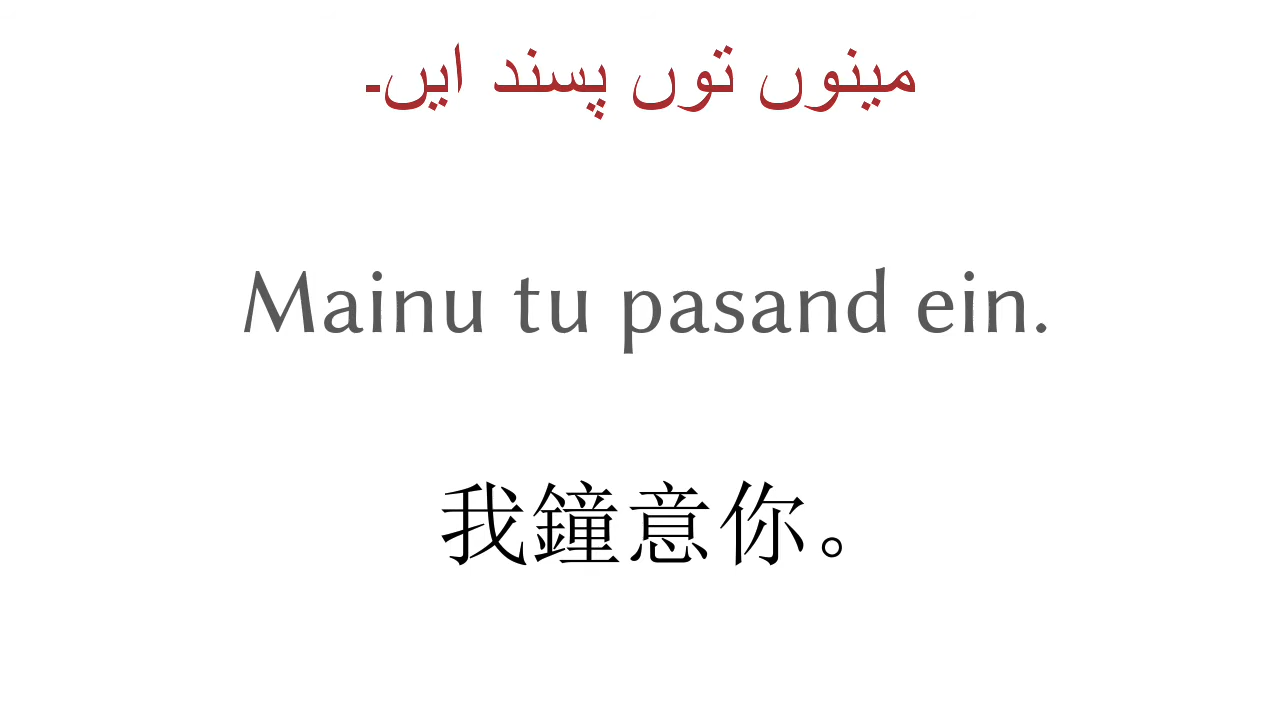 مینوں توں پسند ایں۔
Mainu tu pasand ein.
我鐘意你。